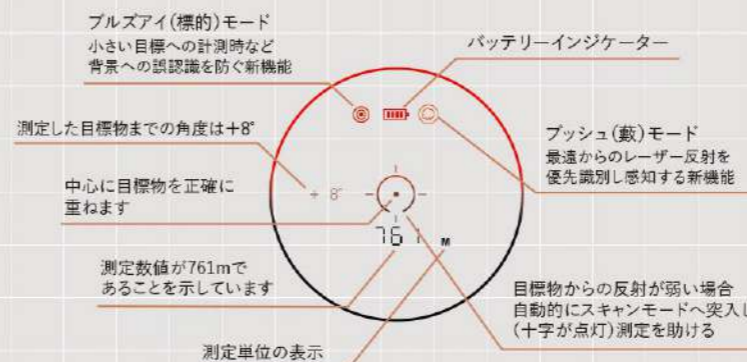 ブルズアイ(標的)モード
小さい目標への計測時など
背景への誤認識を防ぐ新機能
バッテリーインジケーター
測定した目標物までの角度は+8°
ブッシュ(藪)モード
最遠からのレーザー反射を
優先識別し感知する新機能
中心に目標物を正確に
重ねます
+ 8°
761 M
測定数値が761mで
あることを示しています
目標物からの反射が弱い場合
自動的にスキャンモードへ突入し
(十字が点灯)測定を助ける
測定単位の表示